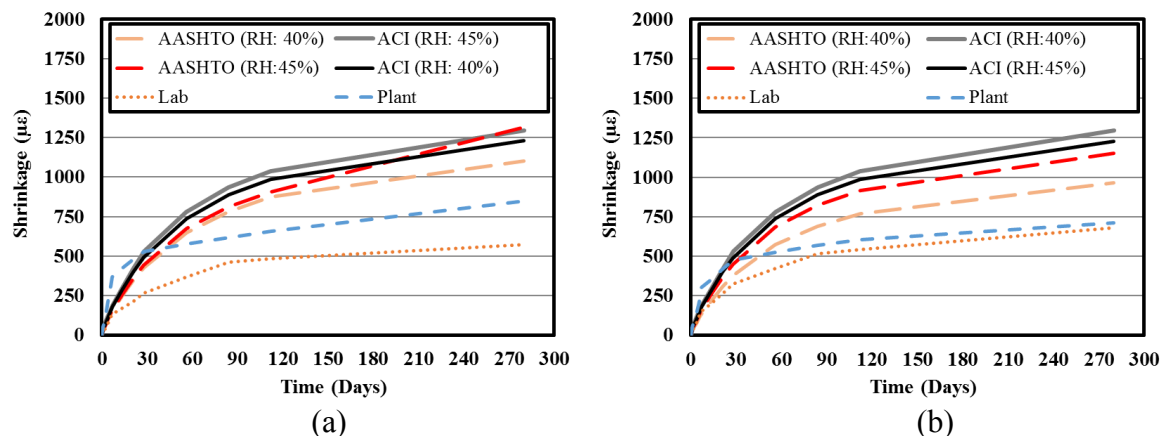 2000
1750
1500
1250
1000
750
500
250
0
Shrinkage (µε)
AASHTO (RH: 40%) ACI (RH: 45%)
AASHTO (RH:45%) ACI (RH: 40%)
Lab Plant
0 30 60 90 120 150 180 210 240 270 300
Time (Days)
(a)
2000
1750
1500
1250
1000
750
500
250
0
Shrinkage (µε)
AASHTO (RH:40%) ACI (RH:40%)
AASHTO (RH:45%) ACI (RH:45%)
Lab Plant
0 30 60 90 120 150 180 210 240 270 300
Time (Days)
(b)